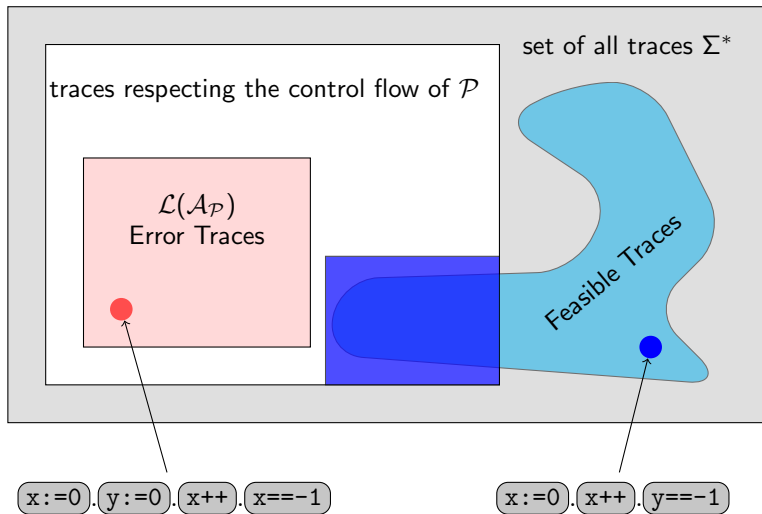 set of all traces Σ*
traces respecting the control flow of 𝒫
ℒ(𝒜_𝒫)
Error Traces
Feasible Traces
x:=0.y:=0.x++.x==-1
x:=0.x++.y==-1